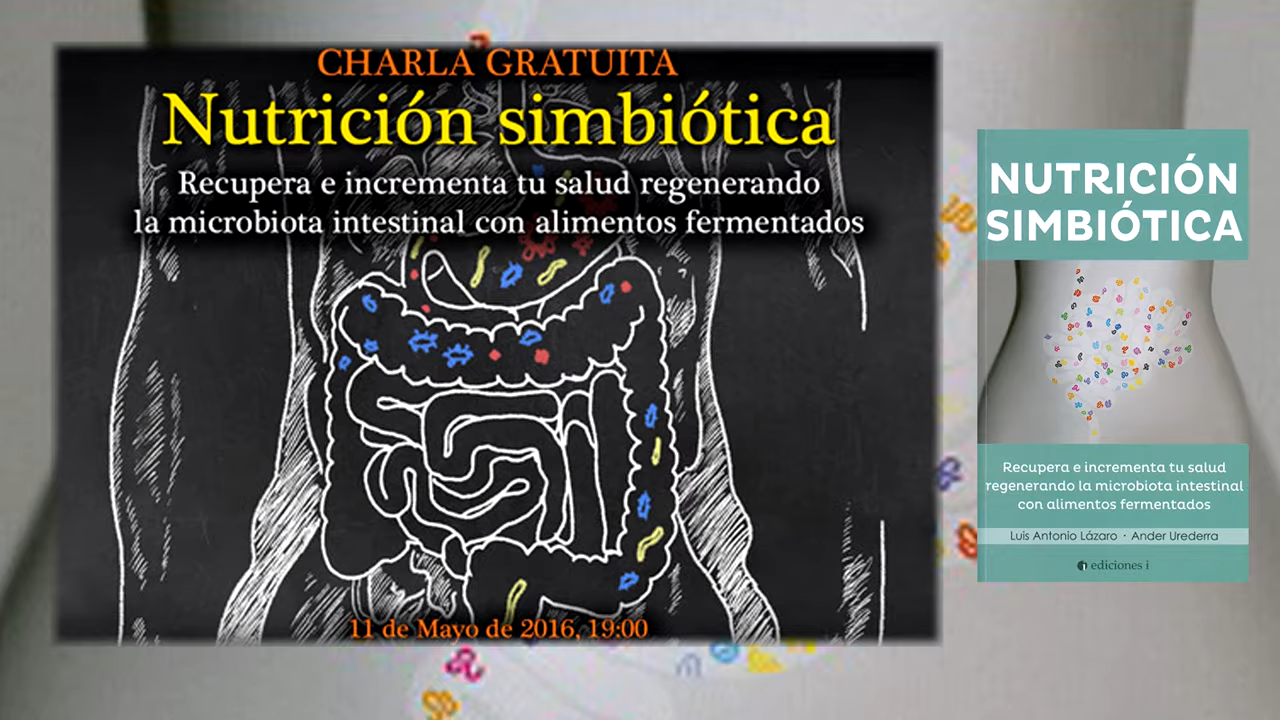 CHARLA GRATUITA
Nutrición simbiótica
Recupera e incrementa tu salud regenerando
la microbiota intestinal con alimentos fermentados
11 de Mayo de 2016, 19:00
NUTRICIÓN
SIMBIÓTICA
Recupera e incrementa tu salud
regenerando la microbiota intestinal
con alimentos fermentados
Luis Antonio Lázaro · Ander Urederra
ediciones i